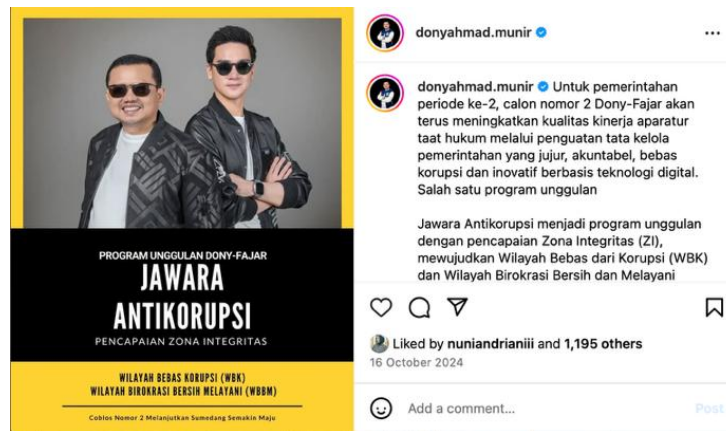 PROGRAM UNGGULAN DONY-FAJAR
JAWARA
ANTIKORUPSI
PENCAPAIAN ZONA INTEGRITAS
WILAYAH BEBAS KORUPSI (WBK)
WILAYAH BIROKRASI BERSIH MELAYANI (WBBM)
Coblos Nomor 2 Melanjutkan Sumedang Semakin Maju
donyahmad.munir
donyahmad.munir Untuk pemerintahan
periode ke-2, calon nomor 2 Dony-Fajar akan
terus meningkatkan kualitas kinerja aparatur
taat hukum melalui penguatan tata kelola
pemerintahan yang jujur, akuntabel, bebas
korupsi dan inovatif berbasis teknologi digital.
Salah satu program unggulan
Jawara Antikorupsi menjadi program unggulan
dengan pencapaian Zona Integritas (ZI),
mewujudkan Wilayah Bebas dari Korupsi (WBK)
dan Wilayah Birokrasi Bersih dan Melayani
Liked by nuniandrianiii and 1,195 others
16 October 2024
Add a comment...
Post